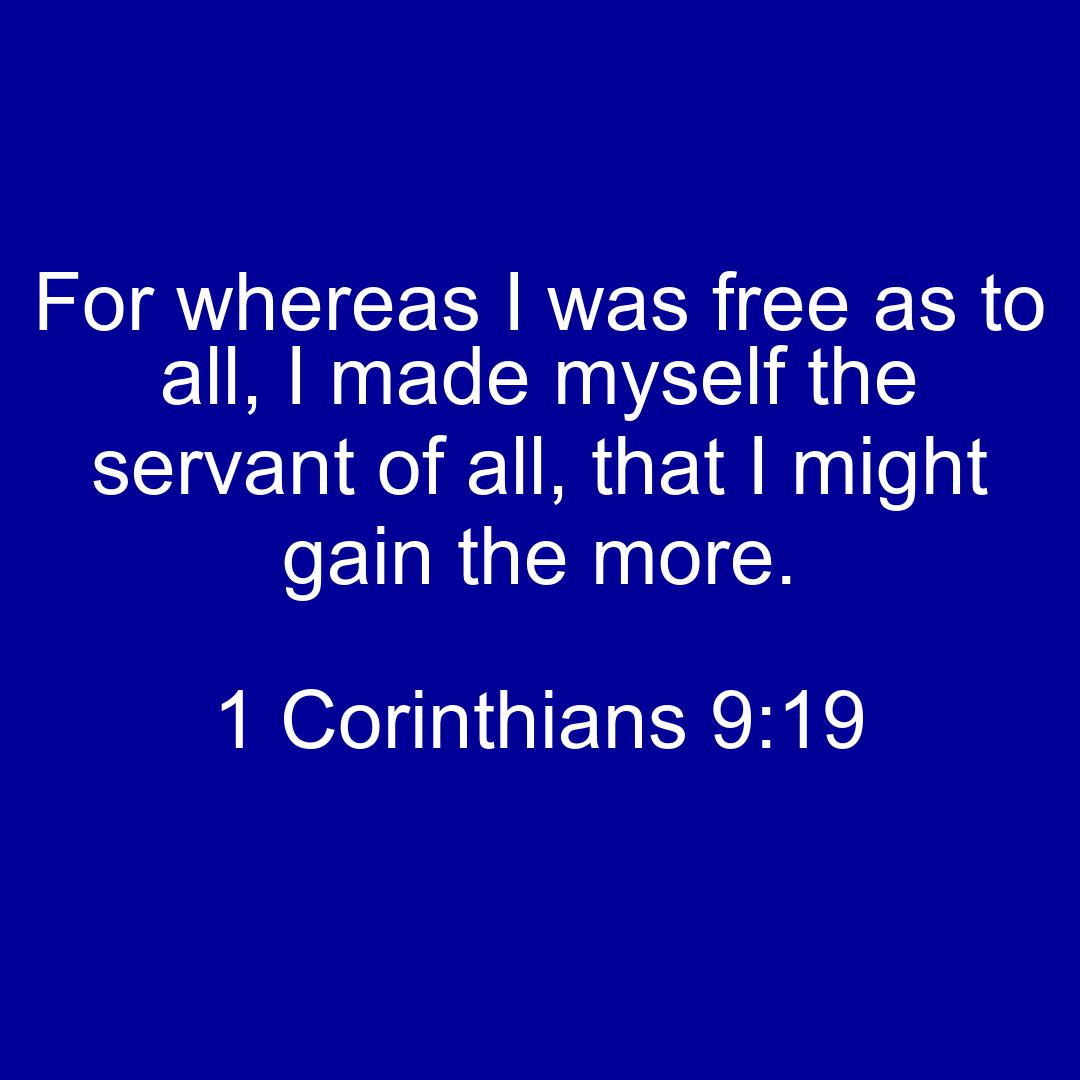 For whereas I was free as to
all, I made myself the
servant of all, that I might
gain the more.
1 Corinthians 9:19